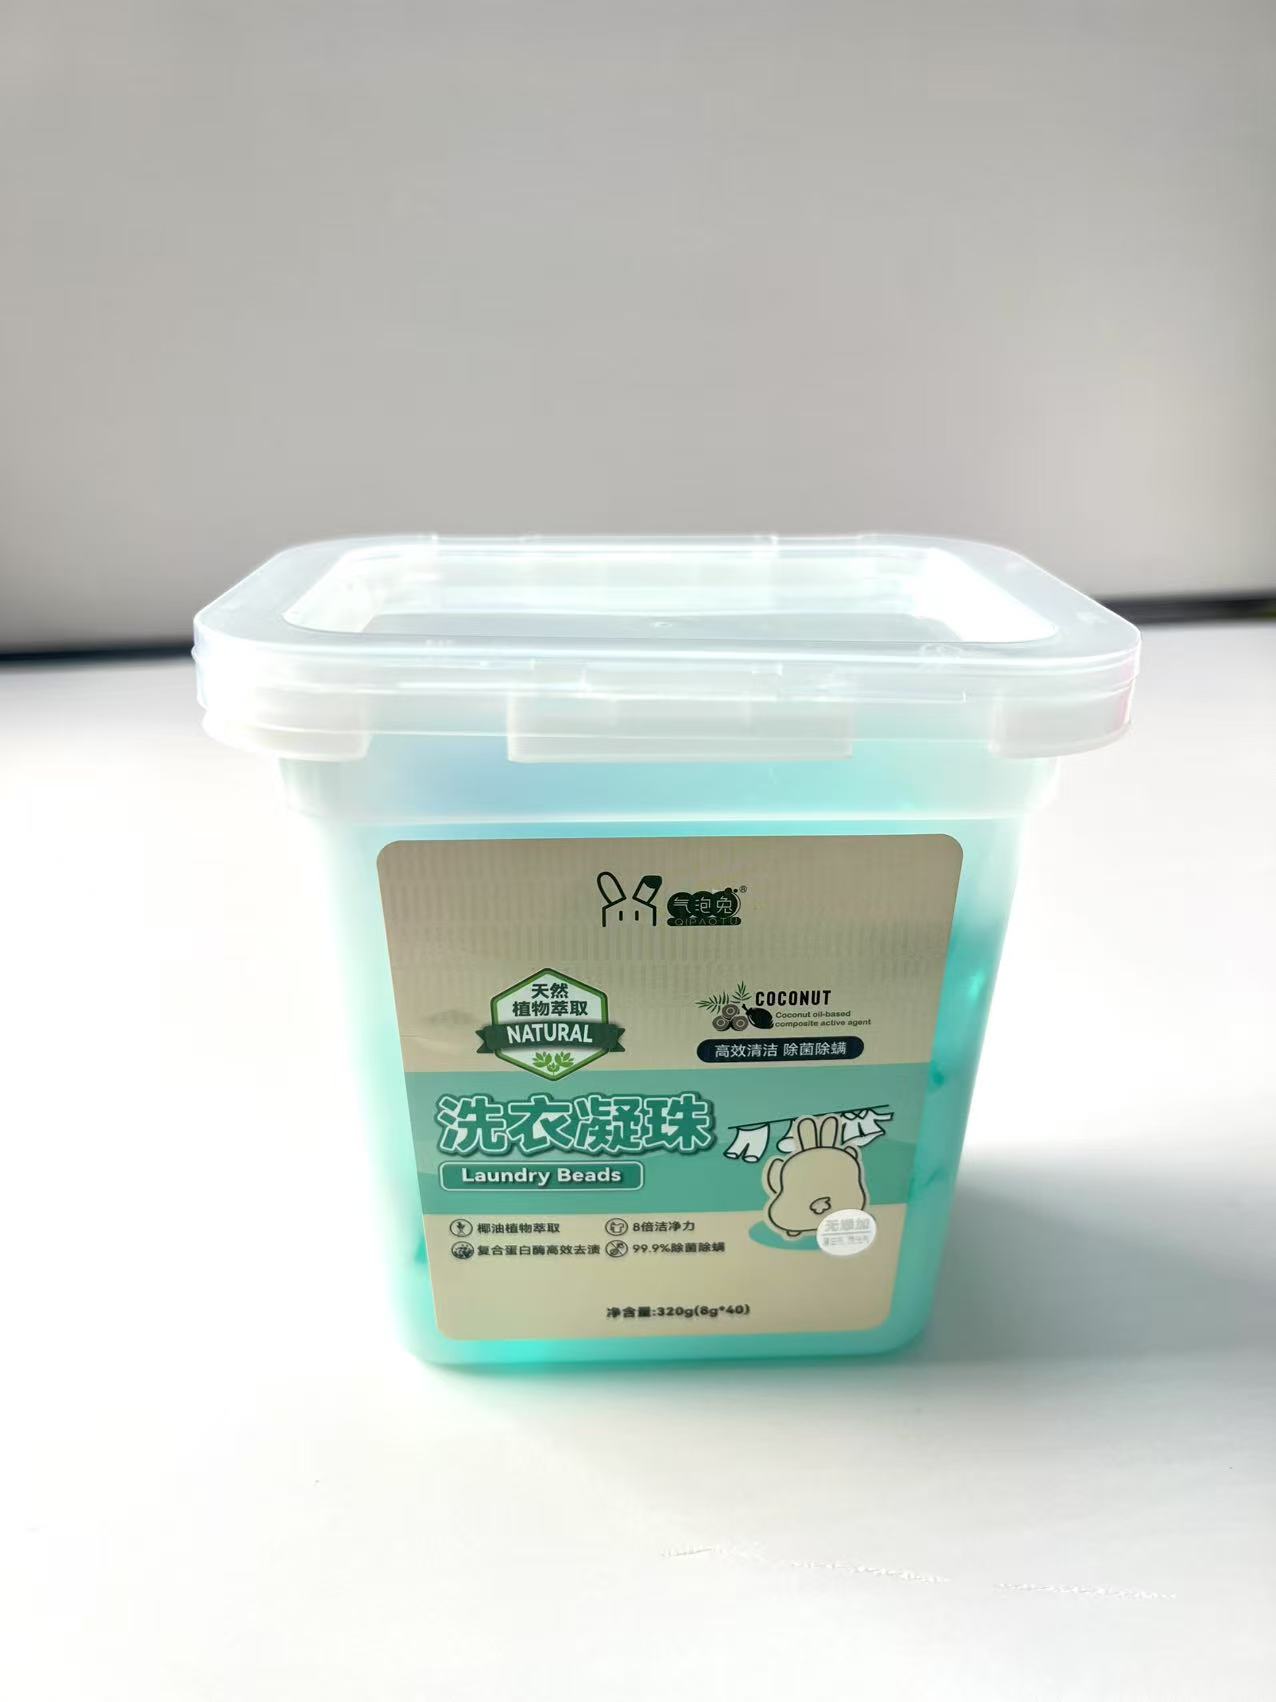 气泡兔®
QIPAOTU
天然
植物萃取
NATURAL
COCONUT
Coconut oil-based
composite active agent
高效清洁 除菌除螨
洗衣凝珠
Laundry Beads
椰油植物萃取
8倍洁净力
复合蛋白酶高效去渍
99.9%除菌除螨
无添加
净含量:320g(8g*40)